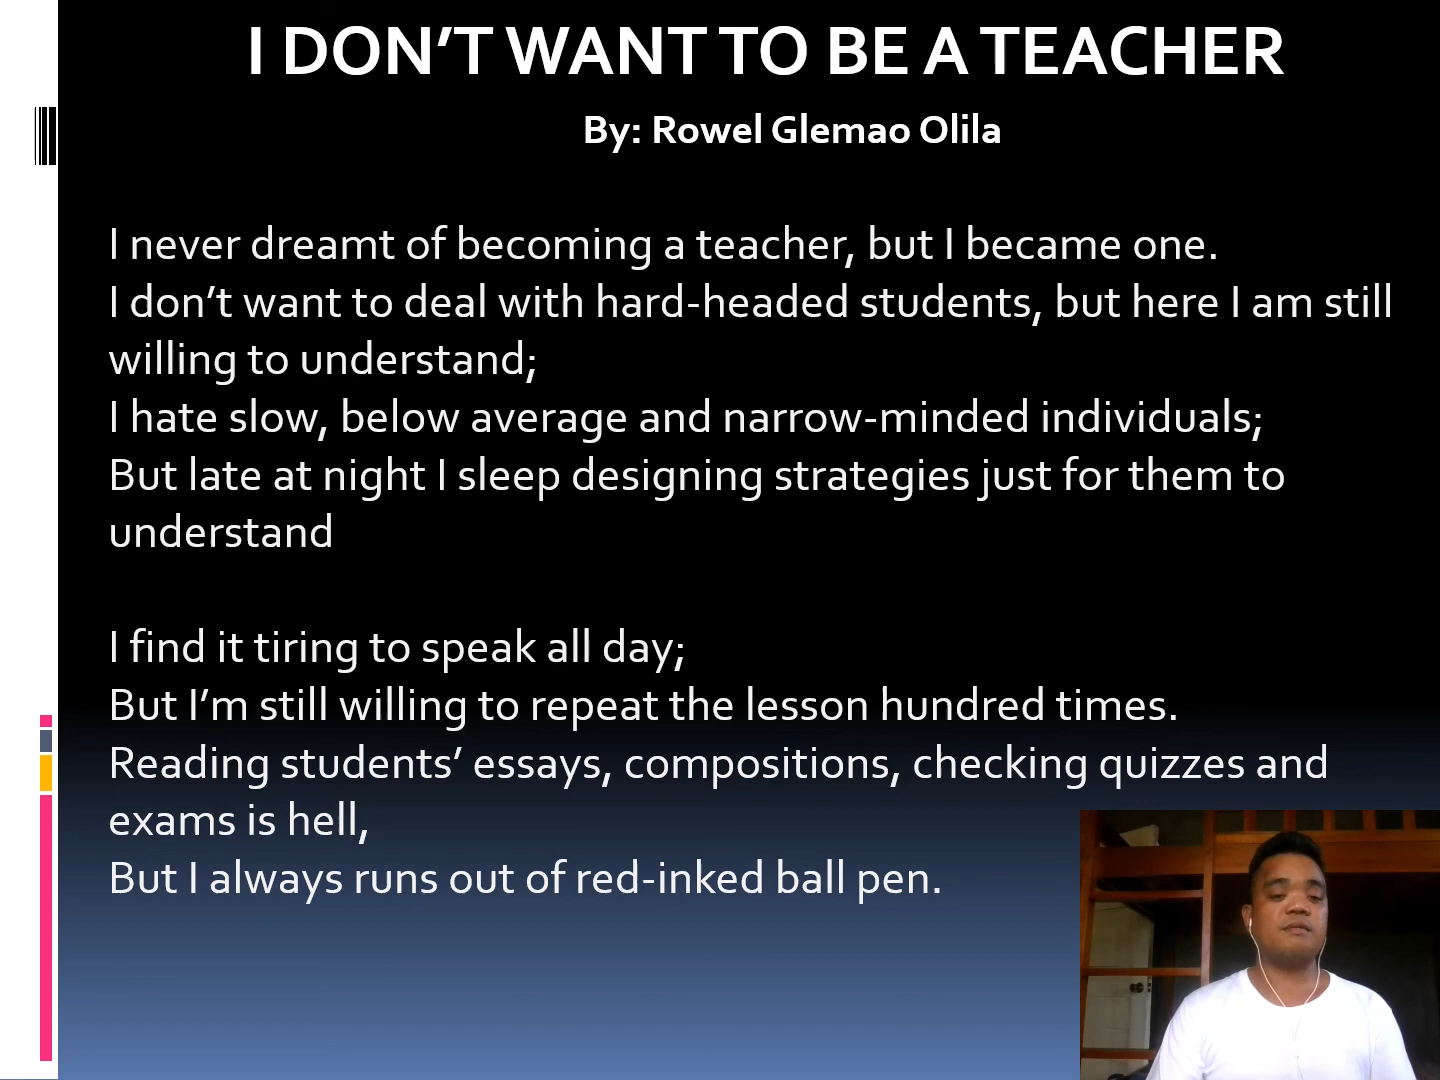 I DON’T WANT TO BE A TEACHER
By: Rowel Glemao Olila
I never dreamt of becoming a teacher, but I became one.
I don’t want to deal with hard-headed students, but here I am still
willing to understand;
I hate slow, below average and narrow-minded individuals;
But late at night I sleep designing strategies just for them to
understand
I find it tiring to speak all day;
But I’m still willing to repeat the lesson hundred times.
Reading students’ essays, compositions, checking quizzes and
exams is hell,
But I always runs out of red-inked ball pen.